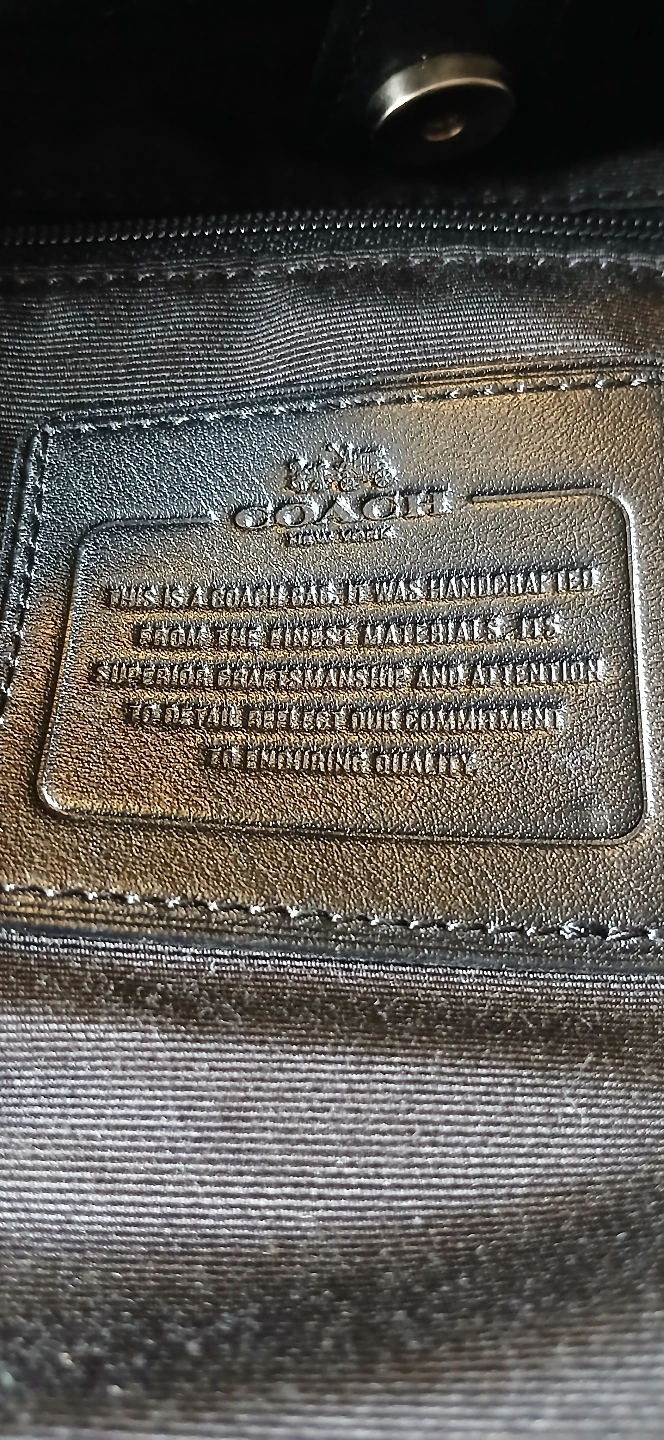 COACH
NEW YORK
THIS IS A COACH BAG. IT WAS HANDCRAFTED
FROM THE FINEST MATERIALS. ITS
SUPERIOR CRAFTSMANSHIP AND ATTENTION
TO DETAIL REFLECT OUR COMMITMENT
TO ENDURING QUALITY.